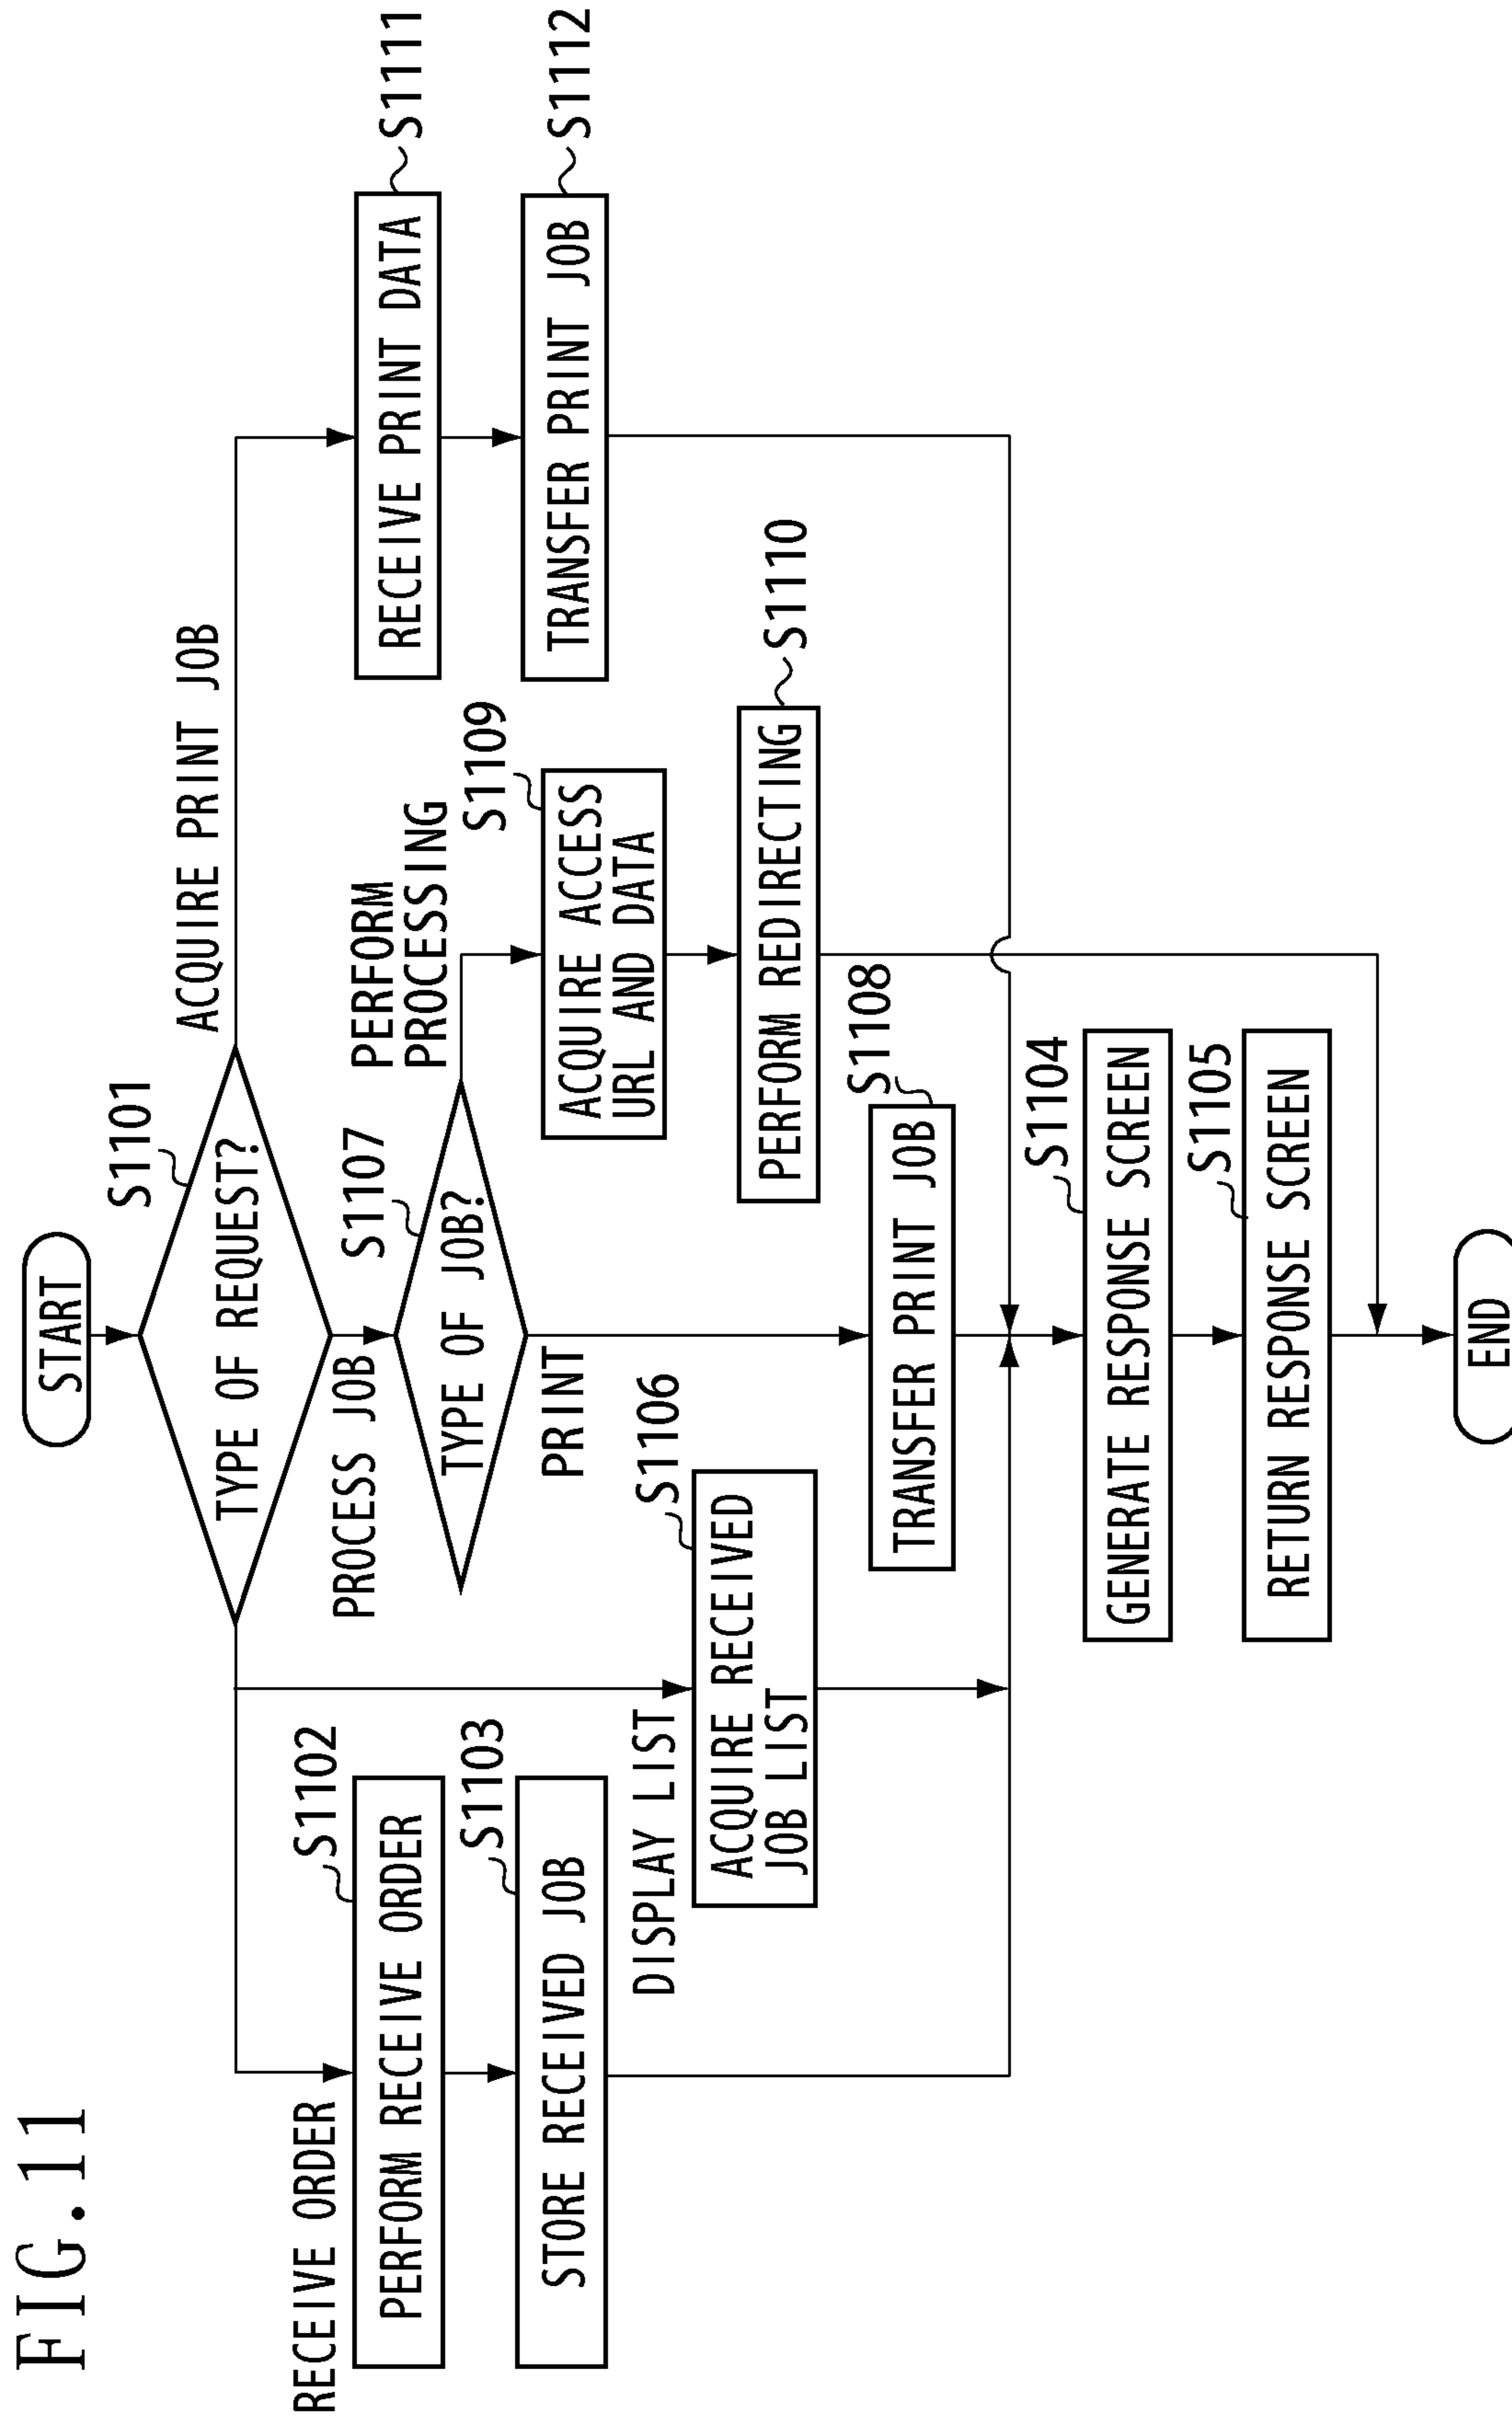 FIG.11
START
S1101
TYPE OF REQUEST?
ACQUIRE PRINT JOB
RECEIVE ORDER
S1102
PERFORM RECEIVE ORDER
S1103
STORE RECEIVED JOB
DISPLAY LIST
S1106
ACQUIRE RECEIVED
JOB LIST
PROCESS JOB
S1107
TYPE OF JOB?
PRINT
PERFORM
PROCESSING
S1109
ACQUIRE ACCESS
URL AND DATA
PERFORM REDIRECTING
S1110
RECEIVE PRINT DATA
S1111
TRANSFER PRINT JOB
S1112
S1108
TRANSFER PRINT JOB
S1104
GENERATE RESPONSE SCREEN
S1105
RETURN RESPONSE SCREEN
END